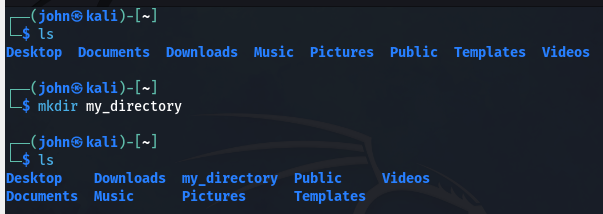 ┌──(john㉿kali)-[~]
└─$ ls
Desktop  Documents  Downloads  Music  Pictures  Public  Templates  Videos
┌──(john㉿kali)-[~]
└─$ mkdir my_directory
┌──(john㉿kali)-[~]
└─$ ls
Desktop    Downloads  my_directory  Public     Videos
Documents  Music      Pictures      Templates